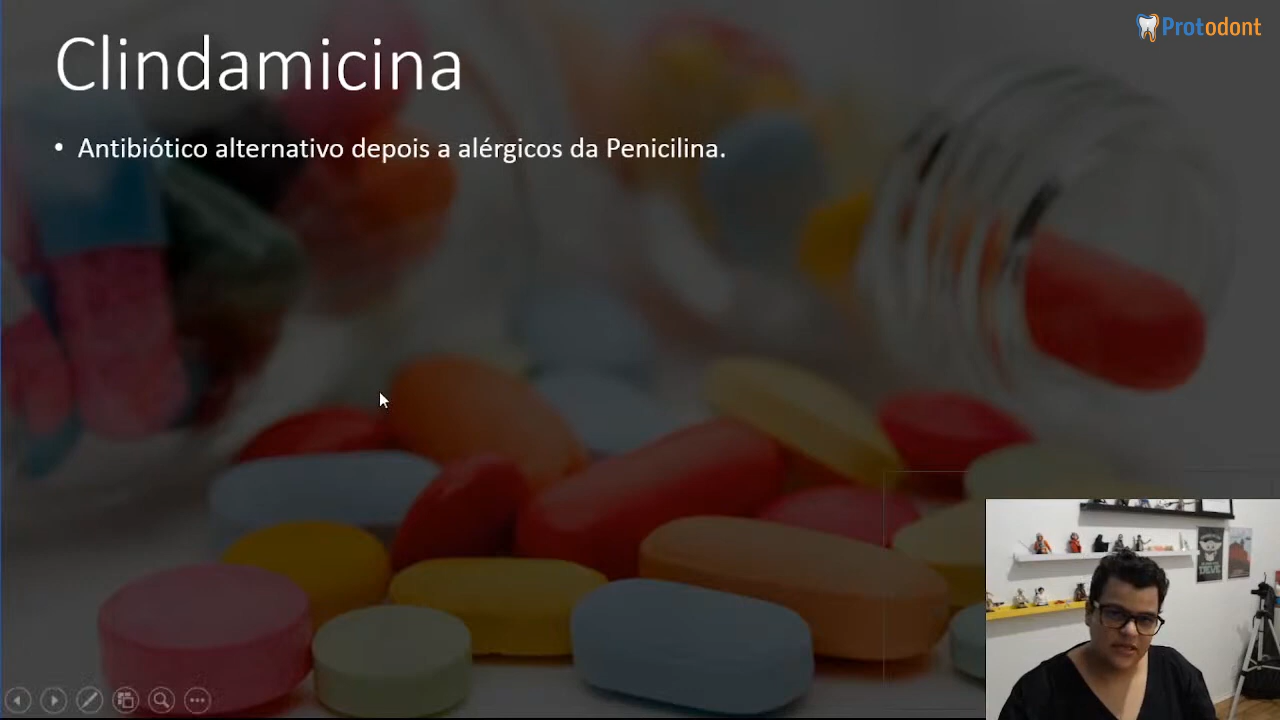 Clindamicina
• Antibiótico alternativo depois a alérgicos da Penicilina.
Protodont